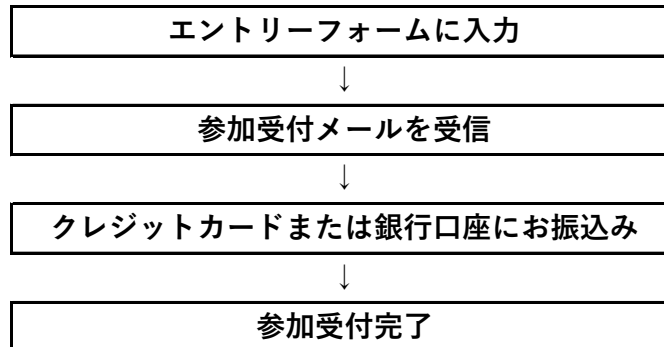 エントリーフォームに入力
↓
参加受付メールを受信
↓
クレジットカードまたは銀行口座にお振込み
↓
参加受付完了